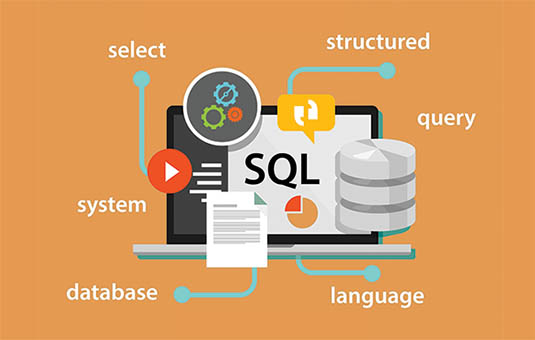 select
structured
query
SQL
system
database
language